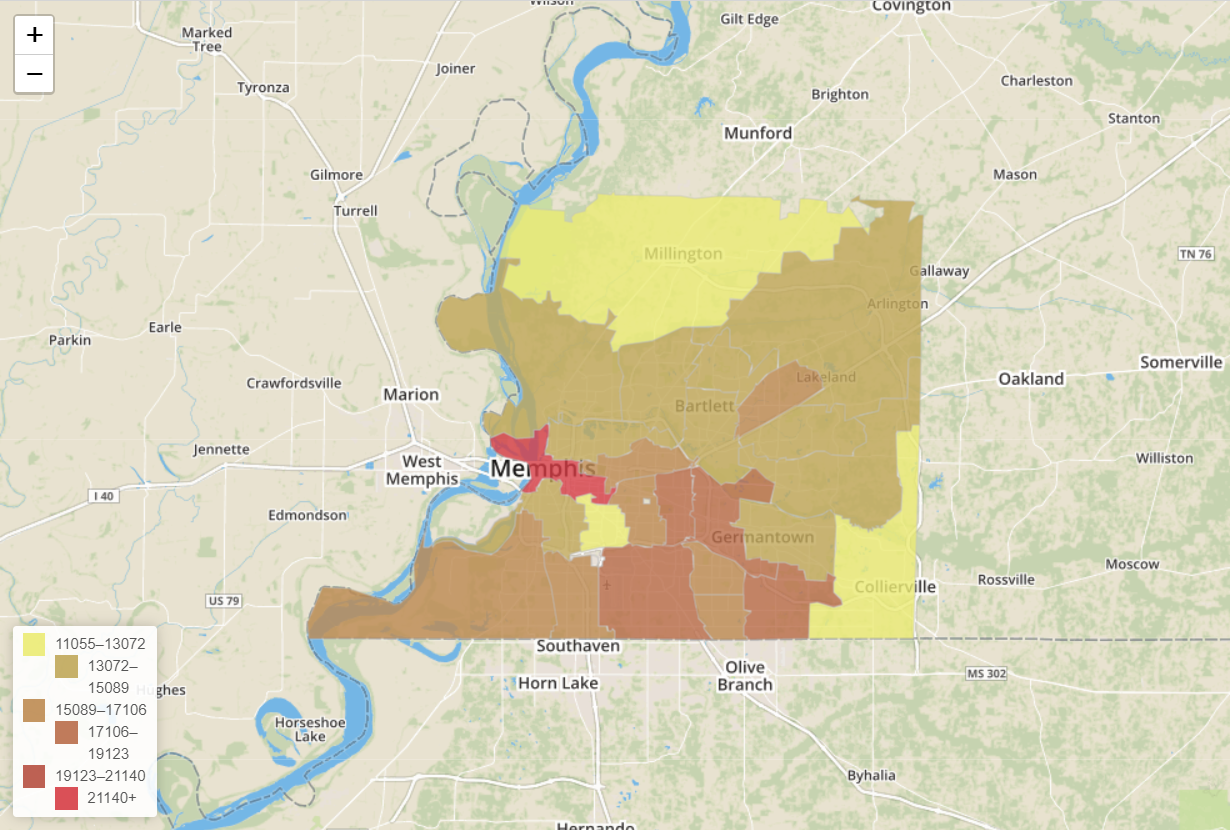 Wilson
Covington
Gilt Edge
+
Marked
Tree
Joiner
−
Tyronza
Charleston
Brighton
Stanton
Munford
Mason
Gilmore
Turrell
TN 76
Millington
Gallaway
Arlington
Earle
Parkin
Somerville
Lakeland
Oakland
Crawfordsville
Marion
Bartlett
Jennette
Williston
West
Memphis
Memphis
I 40
Edmondson
Germantown
Moscow
Rossville
Collierville
US 79
Southaven
Olive
Branch
MS 302
Horn Lake
Hughes
Horseshoe
Lake
Byhalia
Hernando
11055–13072
13072–
15089
15089–17106
17106–
19123
19123–21140
21140+